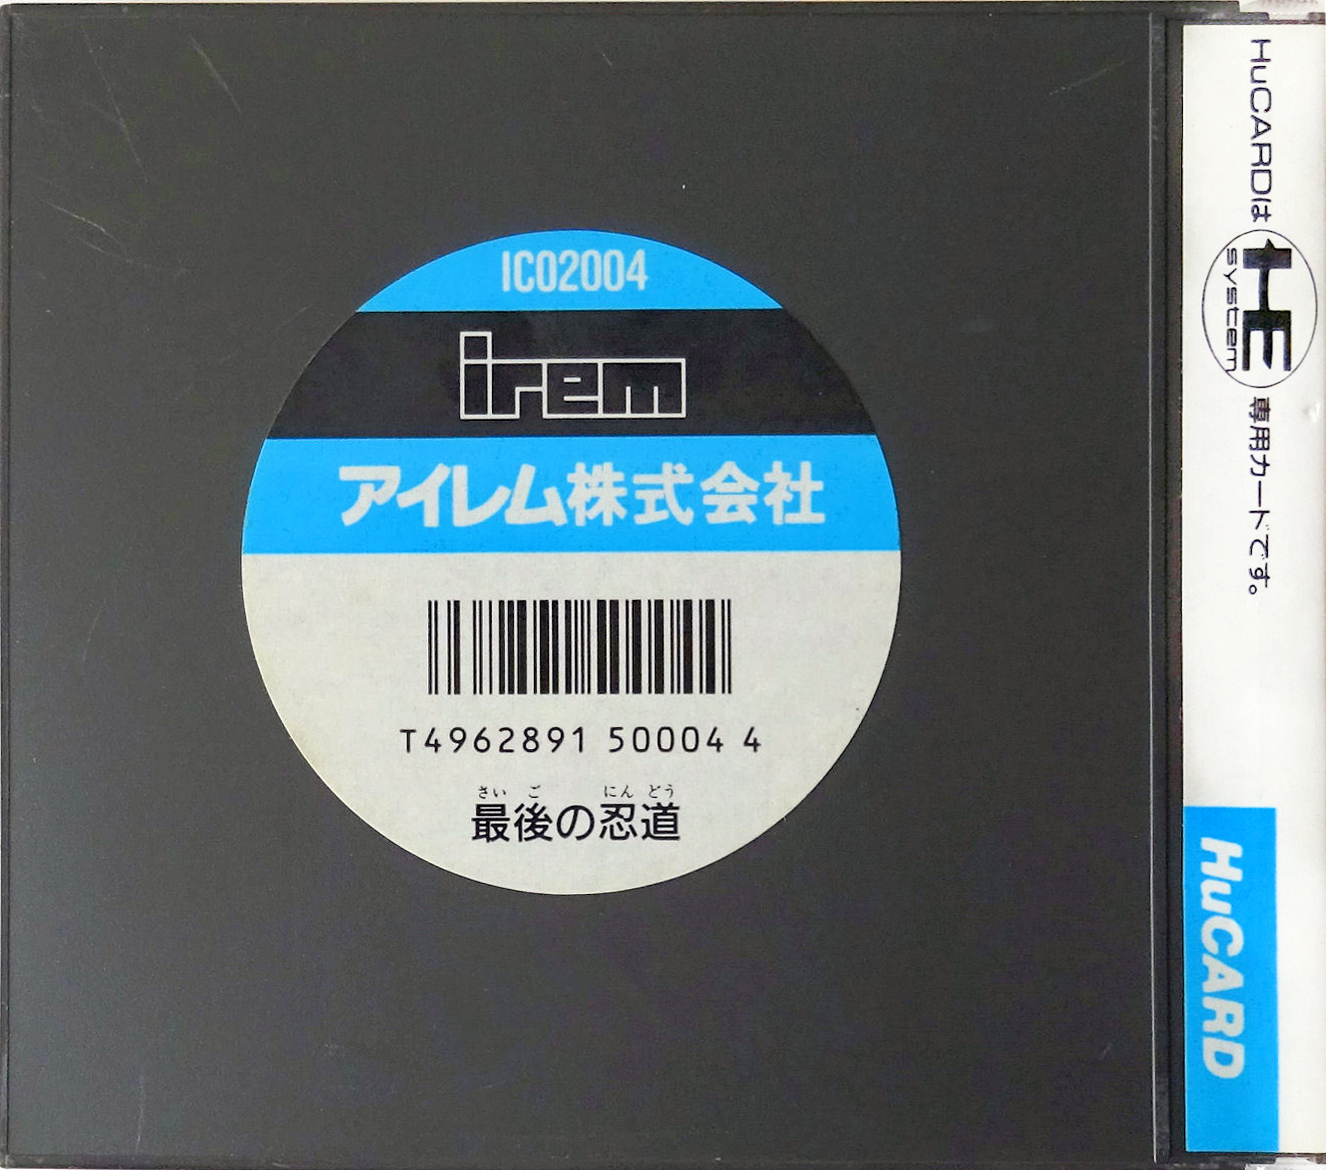 IC02004
irem
アイレム株式会社
T4962891 50004 4
さい ご にん どう
最後の忍道
HuCARDは HE system 専用カードです。
HuCARD